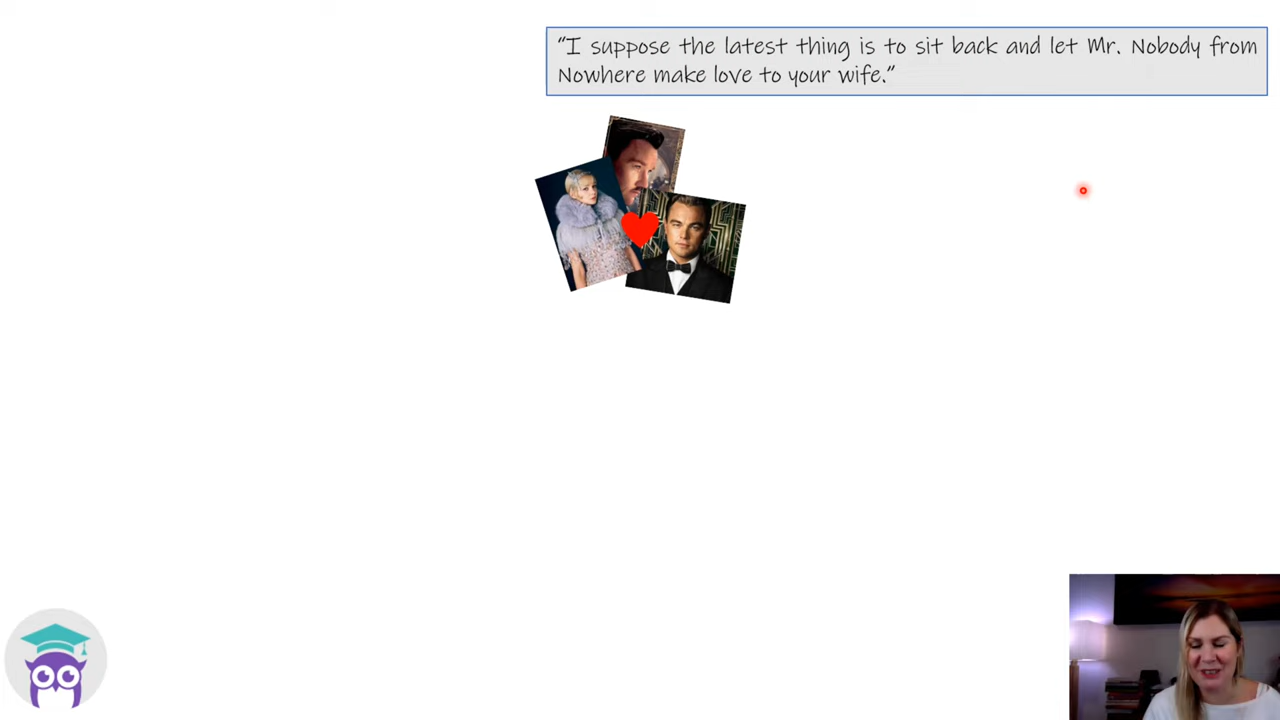 “I suppose the latest thing is to sit back and let Mr. Nobody from
Nowhere make love to your wife.”